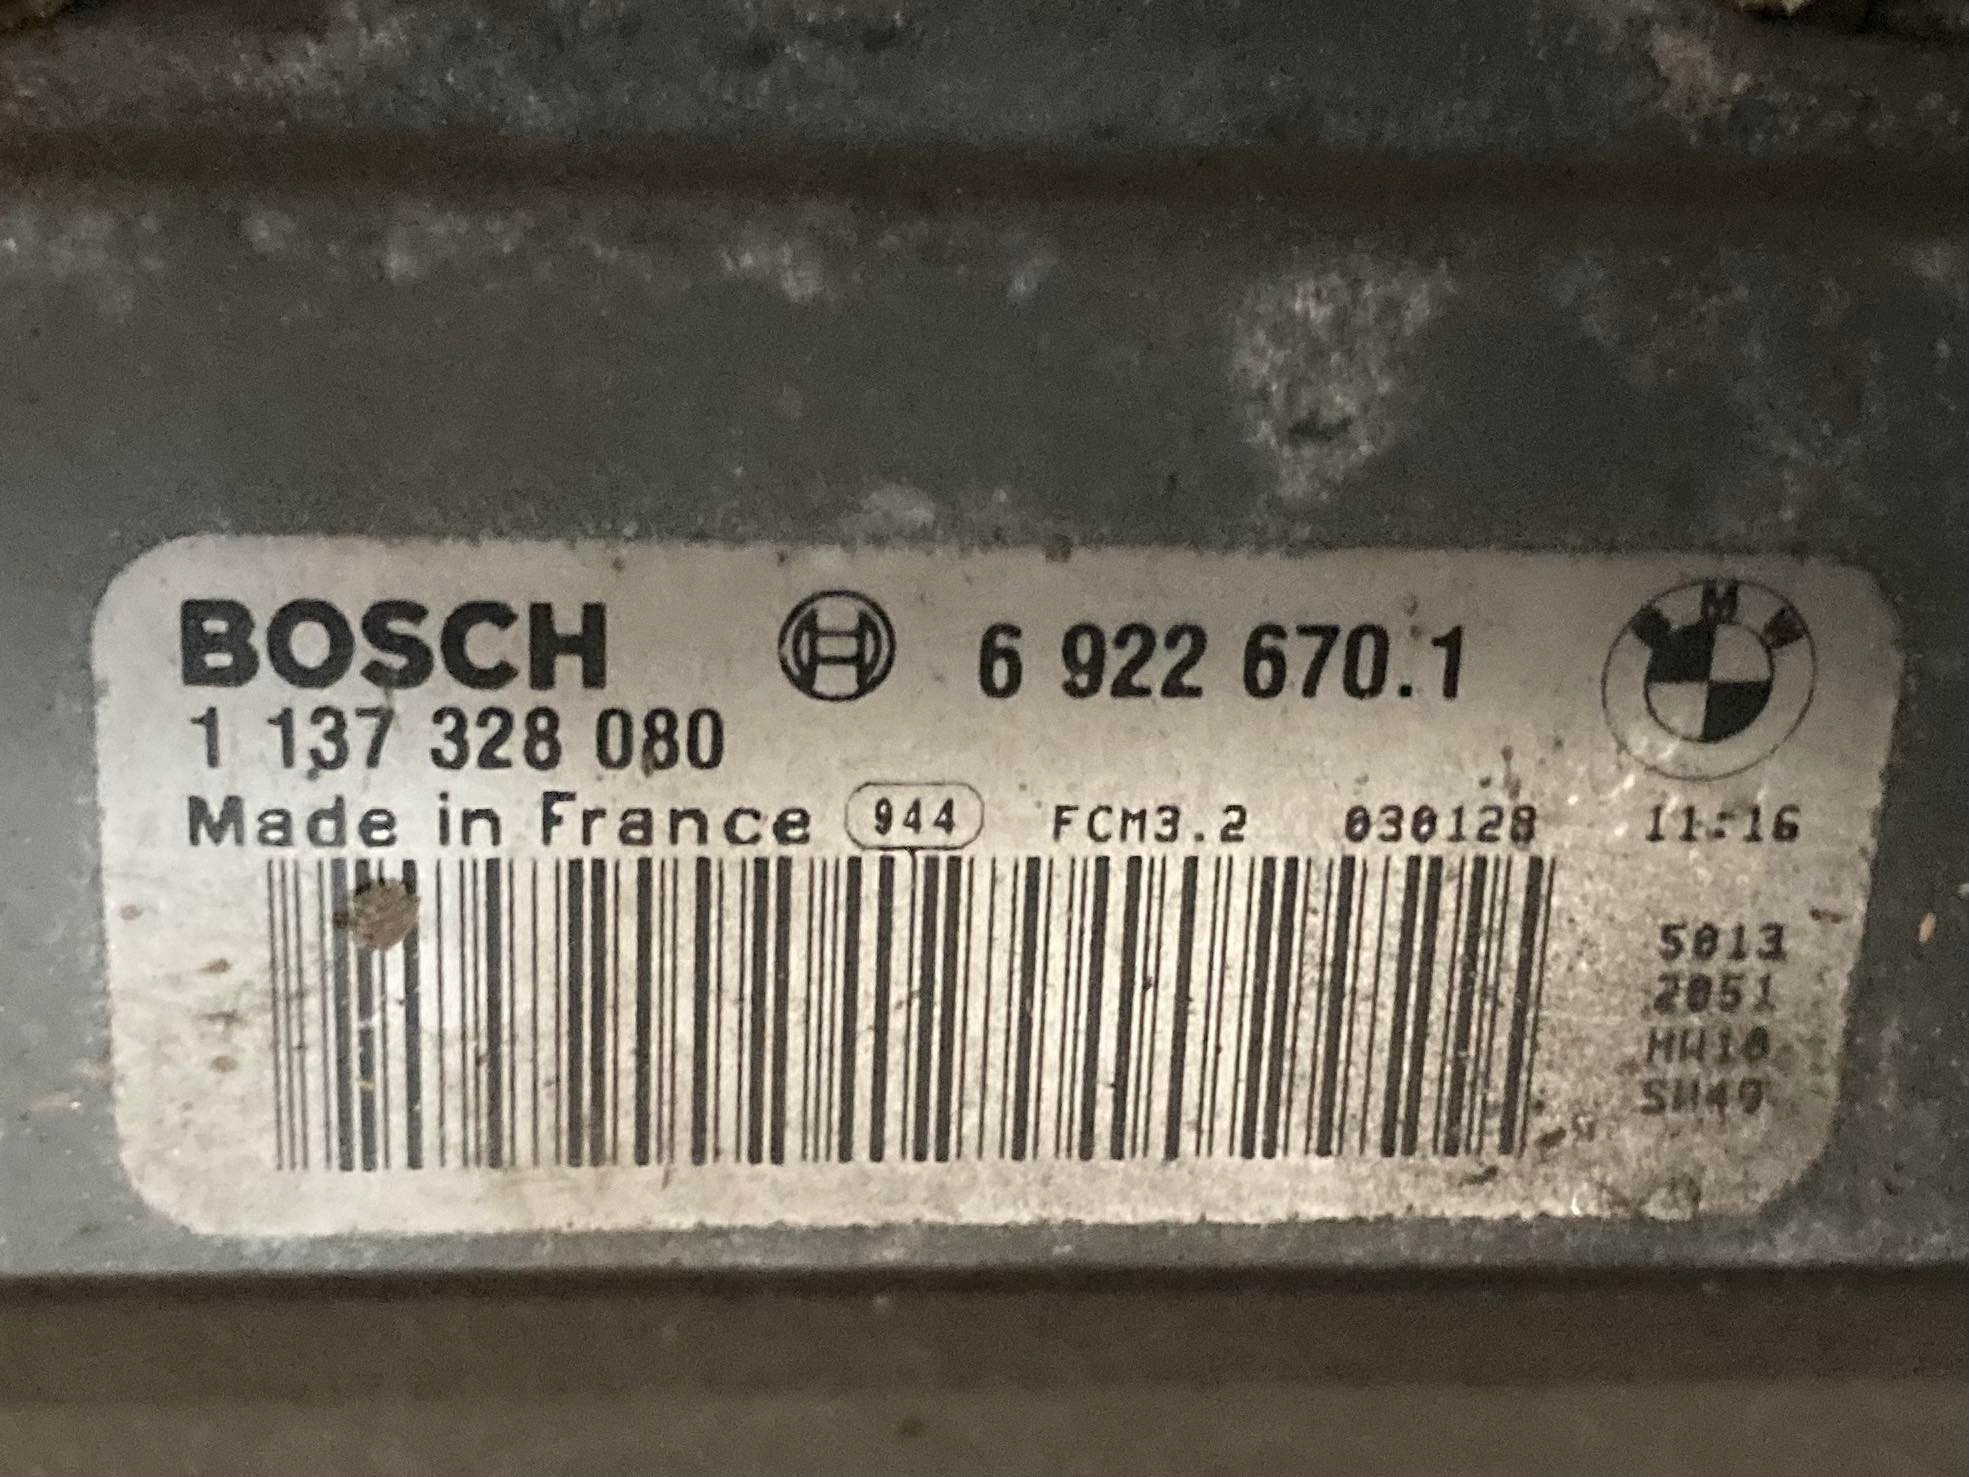 BOSCH 6 922 670.1 BMW
1 137 328 080
Made in France 944 FCM3.2 030128 11:16
5013
2051
HW10
SW40